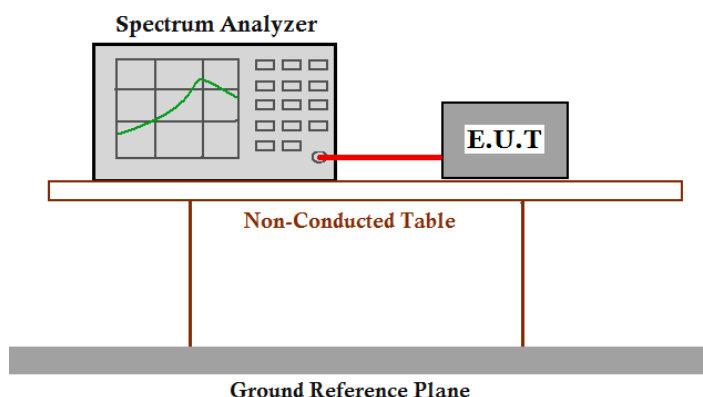 Spectrum Analyzer
E.U.T
Non-Conducted Table
Ground Reference Plane